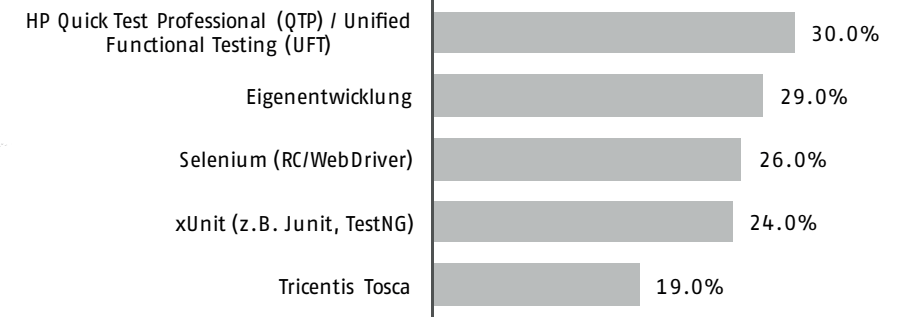 HP Quick Test Professional (QTP) / Unified
Functional Testing (UFT)
30.0%
Eigenentwicklung
29.0%
Selenium (RC/WebDriver)
26.0%
xUnit (z.B. Junit, TestNG)
24.0%
Tricentis Tosca
19.0%